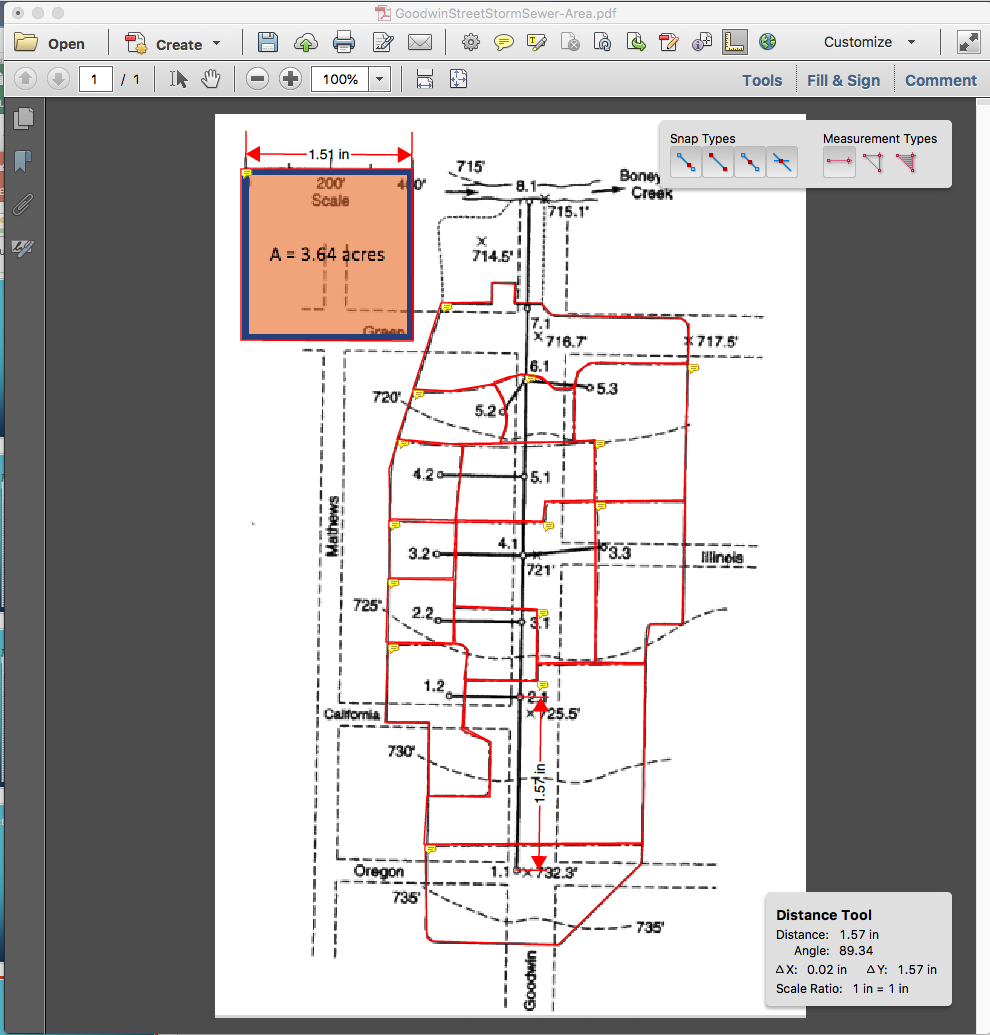 GoodwinStreetStormSewer-Area.pdf
Open
Create
Customize
1 / 1
100%
Tools
Fill & Sign
Comment
Snap Types
Measurement Types
1.51 in
200'
400'
Scale
A = 3.64 acres
Green
715'
8.1
Boney
Creek
715.1'
714.5'
7.1
716.7'
717.5'
6.1
5.3
720'
5.2
4.2
5.1
Mathews
4.1
3.2
3.3
721'
Illinois
725'
2.2
3.1
1.2
2.1
725.5'
California
730'
1.57 in
Oregon
1.1
732.3'
735'
735'
Goodwin
Distance Tool
Distance: 1.57 in
Angle: 89.34
Δ X: 0.02 in Δ Y: 1.57 in
Scale Ratio: 1 in = 1 in